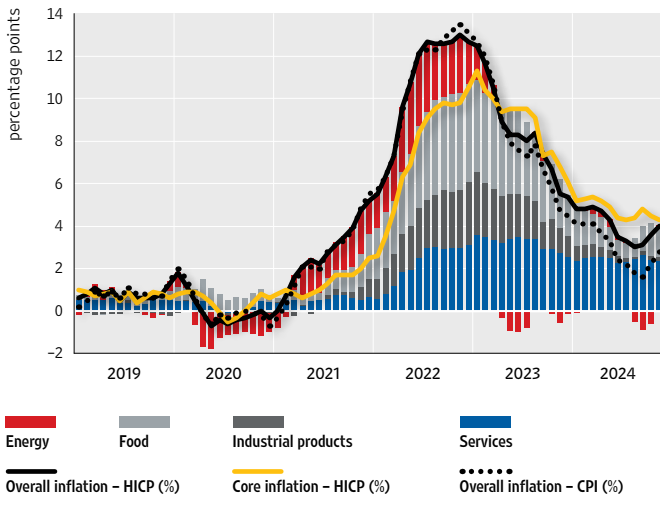 percentage points
14
12
10
8
6
4
2
0
−2
2019 2020 2021 2022 2023 2024
Energy Food Industrial products Services
Overall inflation – HICP (%) Core inflation – HICP (%) Overall inflation – CPI (%)